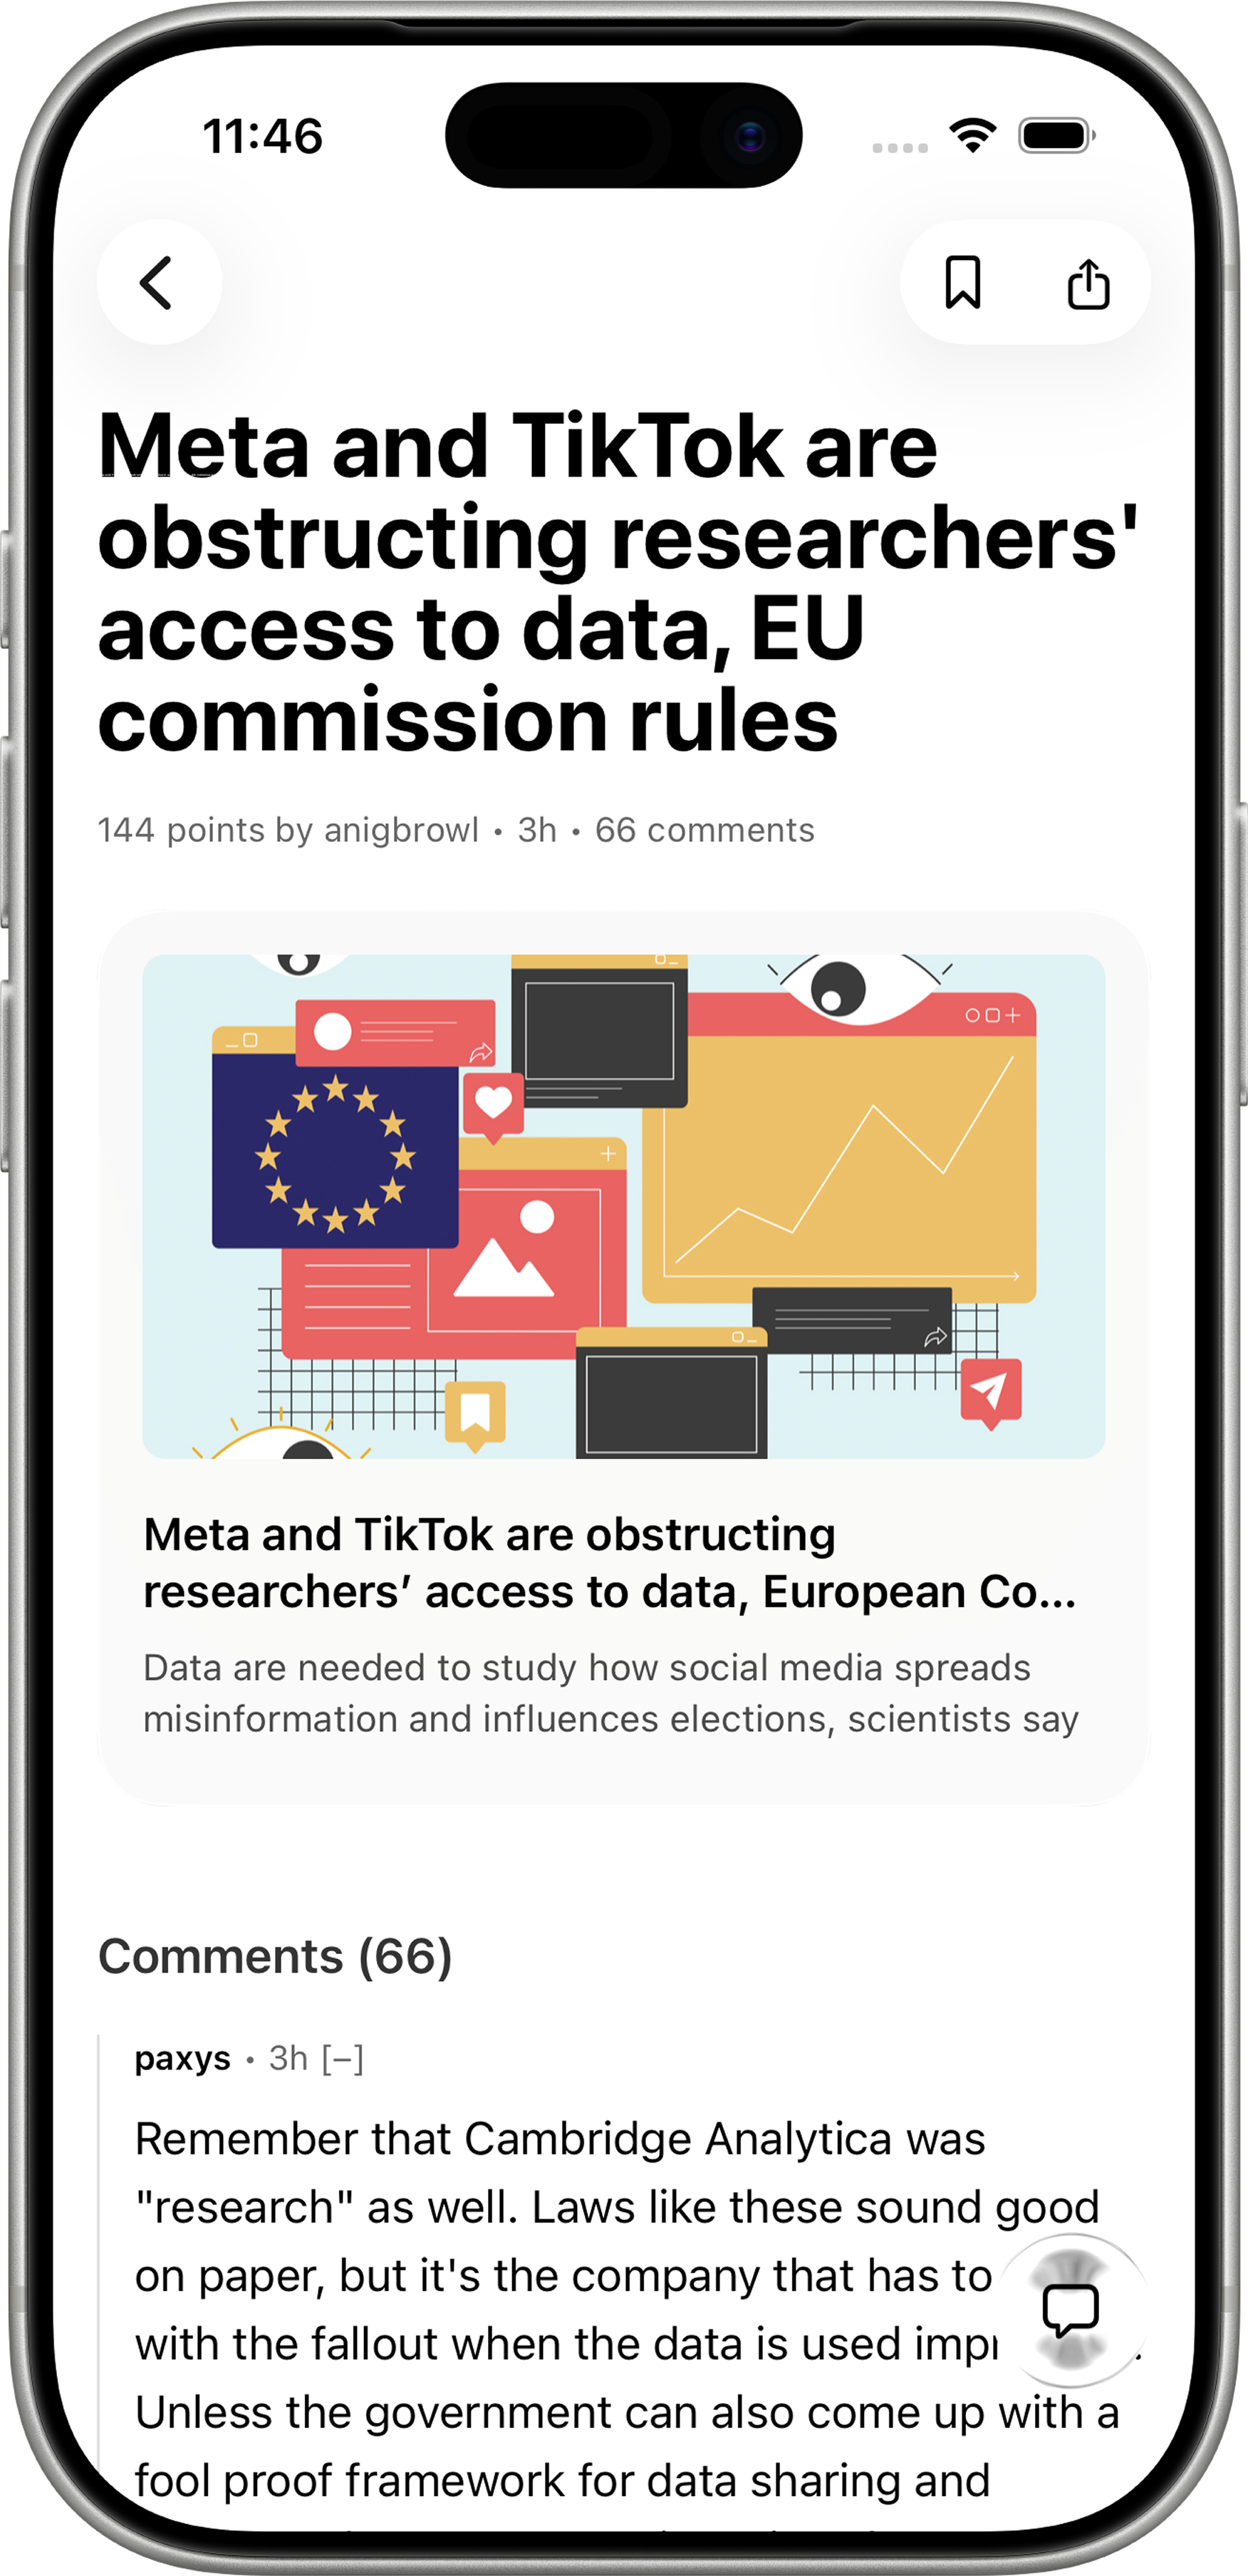 11:46
Meta and TikTok are
obstructing researchers'
access to data, EU
commission rules
144 points by anigbrowl • 3h • 66 comments
Meta and TikTok are obstructing
researchers’ access to data, European Co...
Data are needed to study how social media spreads
misinformation and influences elections, scientists say
Comments (66)
paxys • 3h [–]
Remember that Cambridge Analytica was
"research" as well. Laws like these sound good
on paper, but it's the company that has to
with the fallout when the data is used
Unless the government can also come up with a
fool proof framework for data sharing and